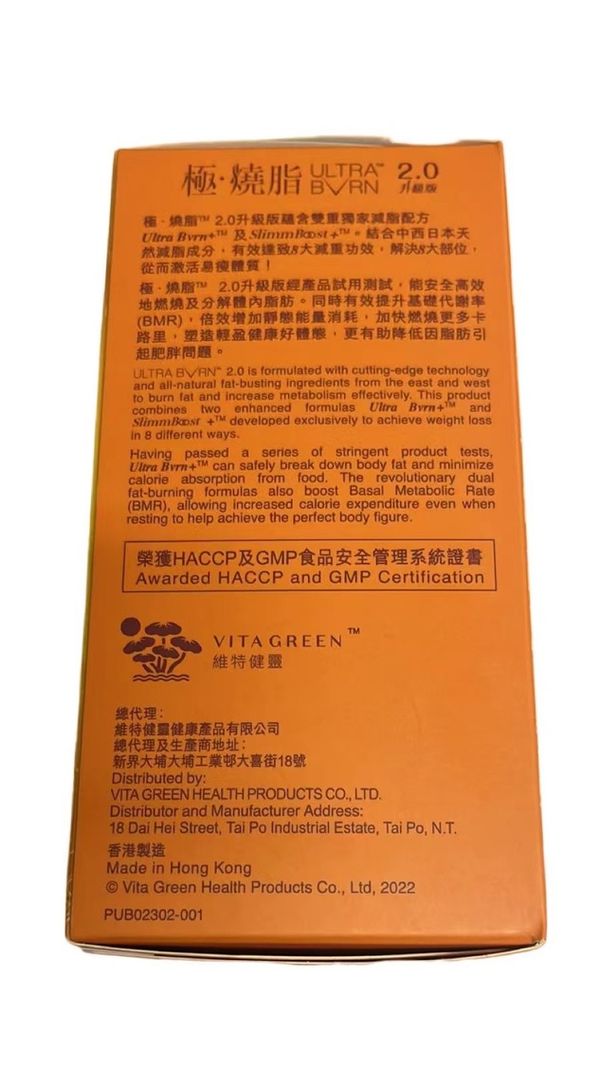 極·燒脂 ULTRA™ BVRN 2.0
升級版
極·燒脂™ 2.0升級版蘊含雙重獨家減脂配方
Ultra Bvrn+™ 及SlimmBoost+™。結合中西日本天
然減脂成分，有效達致8大減重功效，解決8大部位，
從而激活易瘦體質！
極·燒脂™ 2.0升級版經產品試用測試，能安全高效
地燃燒及分解體內脂肪。同時有效提升基礎代謝率
(BMR)，倍效增加靜態能量消耗，加快燃燒更多卡
路里，塑造輕盈健康好體態，更有助降低因脂肪引
起肥胖問題。
ULTRA BVRN™ 2.0 is formulated with cutting-edge technology
and all-natural fat-busting ingredients from the east and west
to burn fat and increase metabolism effectively. This product
combines two enhanced formulas Ultra Bvrn+™ and
SlimmBoost +™ developed exclusively to achieve weight loss
in 8 different ways.
Having passed a series of stringent product tests,
Ultra Bvrn+™ can safely break down body fat and minimize
calorie absorption from food. The revolutionary dual
fat-burning formulas also boost Basal Metabolic Rate
(BMR), allowing increased calorie expenditure even when
resting to help achieve the perfect body figure.
榮獲HACCP及GMP食品安全管理系統證書
Awarded HACCP and GMP Certification
VITA GREEN™
維特健靈
總代理：
維特健靈健康產品有限公司
總代理及生產商地址：
新界大埔大埔工業邨大喜街18號
Distributed by:
VITA GREEN HEALTH PRODUCTS CO., LTD.
Distributor and Manufacturer Address:
18 Dai Hei Street, Tai Po Industrial Estate, Tai Po, N.T.
香港製造
Made in Hong Kong
© Vita Green Health Products Co., Ltd, 2022
PUB02302-001